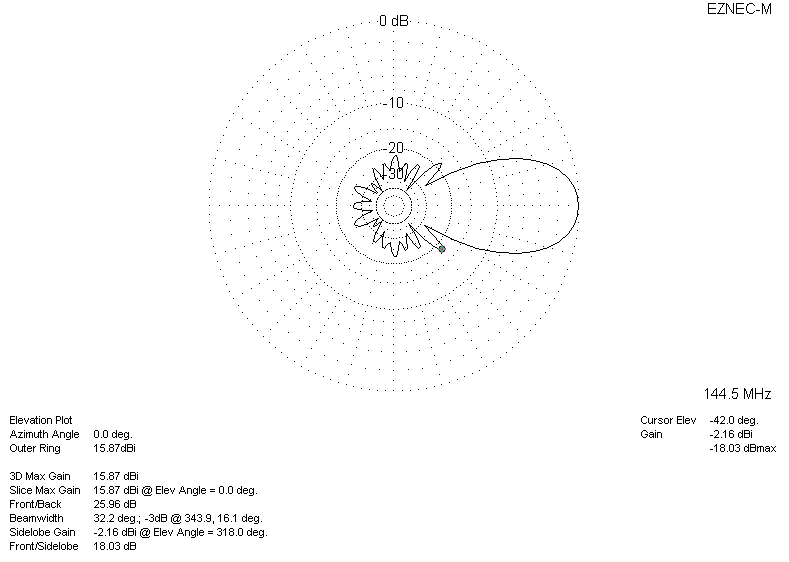 EZNEC-M
0 dB
-10
-20
-30
144.5 MHz
Elevation Plot
Azimuth Angle 0.0 deg.
Outer Ring 15.87dBi
Cursor Elev -42.0 deg.
Gain -2.16 dBi
-18.03 dBmax
3D Max Gain 15.87 dBi
Slice Max Gain 15.87 dBi @ Elev Angle = 0.0 deg.
Front/Back 25.96 dB
Beamwidth 32.2 deg.; -3dB @ 343.9, 16.1 deg.
Sidelobe Gain -2.16 dBi @ Elev Angle = 318.0 deg.
Front/Sidelobe 18.03 dB